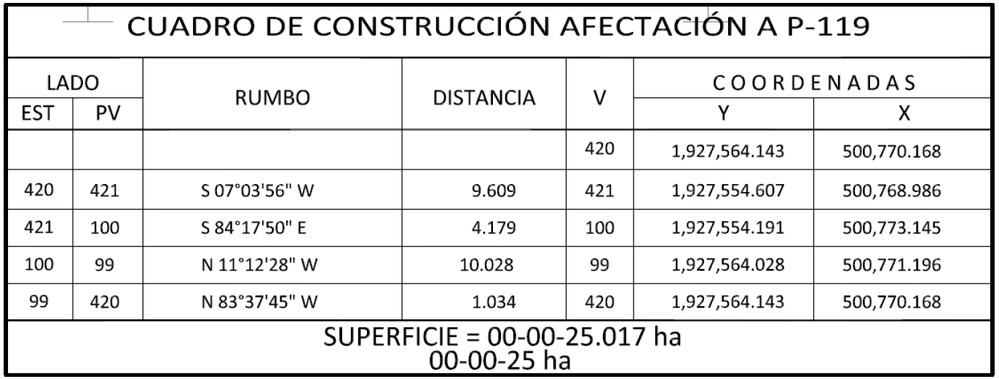 CUADRO DE CONSTRUCCIÓN AFECTACIÓN A P-119
LADO RUMBO DISTANCIA V COORDENADAS
EST PV Y X
420 1,927,564.143 500,770.168
420 421 S 07°03'56" W 9.609 421 1,927,554.607 500,768.986
421 100 S 84°17'50" E 4.179 100 1,927,554.191 500,773.145
100 99 N 11°12'28" W 10.028 99 1,927,564.028 500,771.196
99 420 N 83°37'45" W 1.034 420 1,927,564.143 500,770.168
SUPERFICIE = 00-00-25.017 ha
00-00-25 ha